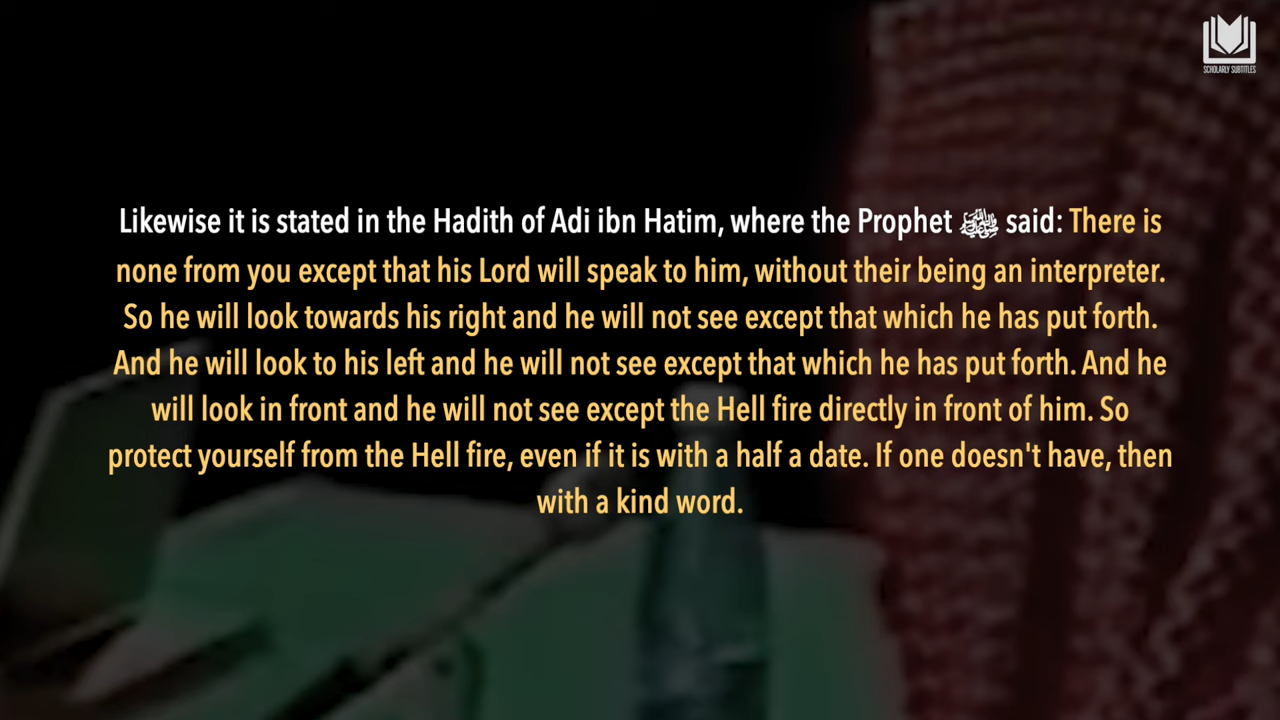 SCHOLARLY SUBTITLES
Likewise it is stated in the Hadith of Adi ibn Hatim, where the Prophet ﷺ said: There is
none from you except that his Lord will speak to him, without their being an interpreter.
So he will look towards his right and he will not see except that which he has put forth.
And he will look to his left and he will not see except that which he has put forth. And he
will look in front and he will not see except the Hell fire directly in front of him. So
protect yourself from the Hell fire, even if it is with a half a date. If one doesn't have, then
with a kind word.